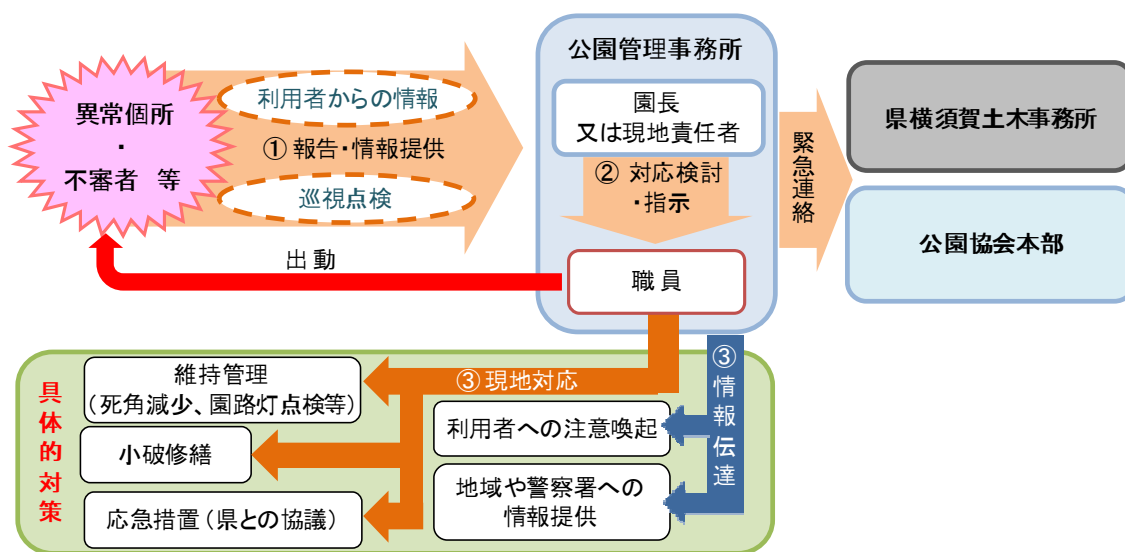 異常個所
・
不審者 等
利用者からの情報
① 報告・情報提供
巡視点検
出動
公園管理事務所
園長
又は現地責任者
② 対応検討
・指示
職員
緊急連絡
県横須賀土木事務所
公園協会本部
具体的対策
③ 現地対応
維持管理
(死角減少、園路灯点検等)
小破修繕
応急措置(県との協議)
③情報伝達
利用者への注意喚起
地域や警察署への
情報提供